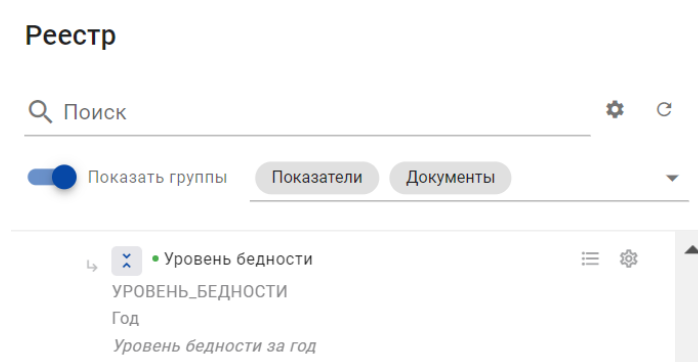 Реестр
Поиск
Показать группы Показатели Документы
Уровень бедности
УРОВЕНЬ_БЕДНОСТИ
Год
Уровень бедности за год